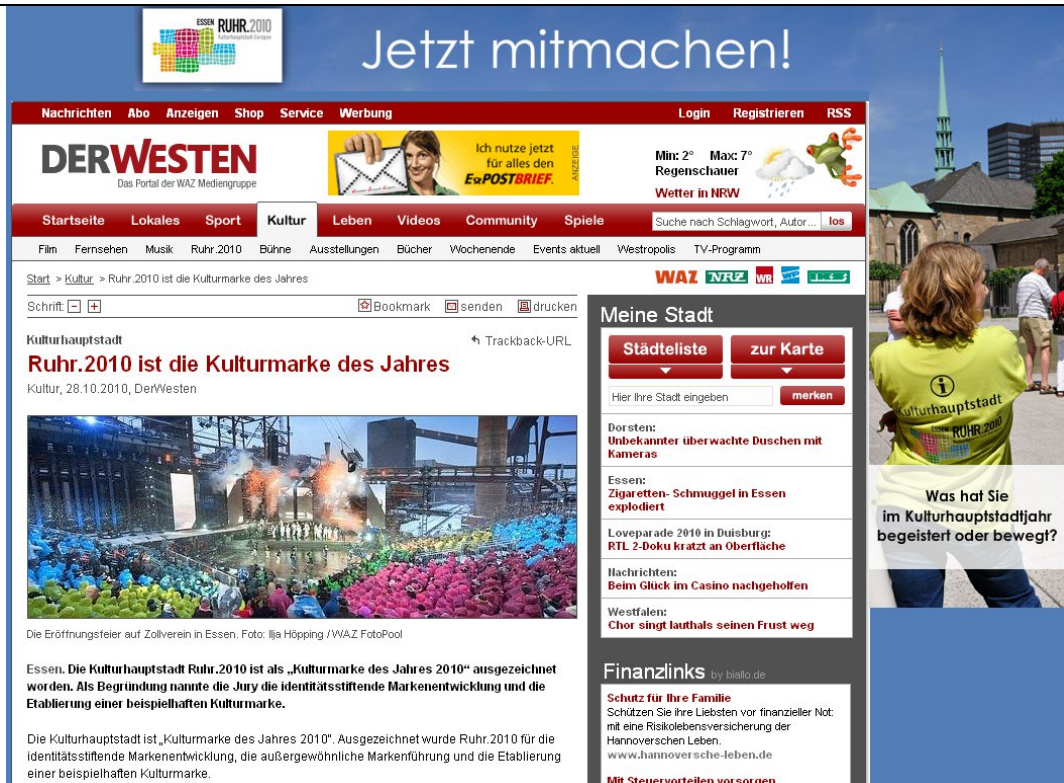 ESSEN RUHR.2010
Kulturhauptstadt Europas
Jetzt mitmachen!
Nachrichten Abo Anzeigen Shop Service Werbung Login Registrieren RSS
DERWESTEN
Das Portal der WAZ Mediengruppe
Ich nutze jetzt
für alles den
E-POSTBRIEF.
ANZEIGE
Min: 2° Max: 7°
Regenschauer
Wetter in NRW
Startseite Lokales Sport Kultur Leben Videos Community Spiele Suche nach Schlagwort, Autor... los
Film Fernsehen Musik Ruhr.2010 Bühne Ausstellungen Bücher Wochenende Events aktuell Westropolis TV-Programm
Start > Kultur > Ruhr.2010 ist die Kulturmarke des Jahres
WAZ NRZ WR
Schrift: - + Bookmark senden drucken
Kulturhauptstadt Trackback-URL
Ruhr.2010 ist die Kulturmarke des Jahres
Kultur, 28.10.2010, DerWesten
Die Eröffnungsfeier auf Zollverein in Essen. Foto: Ilja Höpping / WAZ FotoPool
Essen. Die Kulturhauptstadt Ruhr.2010 ist als „Kulturmarke des Jahres 2010“ ausgezeichnet
worden. Als Begründung nannte die Jury die identitätsstiftende Markenentwicklung und die
Etablierung einer beispielhaften Kulturmarke.
Die Kulturhauptstadt ist „Kulturmarke des Jahres 2010“. Ausgezeichnet wurde Ruhr.2010 für die
identitätsstiftende Markenentwicklung, die außergewöhnliche Markenführung und die Etablierung
einer beispielhaften Kulturmarke.
Meine Stadt
Städteliste zur Karte
Hier Ihre Stadt eingeben merken
Dorsten:
Unbekannter überwachte Duschen mit
Kameras
Essen:
Zigaretten- Schmuggel in Essen
explodiert
Loveparade 2010 in Duisburg:
RTL 2-Doku kratzt an Oberfläche
Nachrichten:
Beim Glück im Casino nachgeholfen
Westfalen:
Chor singt lauthals seinen Frust weg
Finanzlinks by biallo.de
Schutz für Ihre Familie
Schützen Sie ihre Liebsten vor finanzieller Not:
mit eine Risikolebensversicherung der
Hannoverschen Leben.
www.hannoversche-leben.de
Mit Steuervorteilen vorsorgen
i
Kulturhauptstadt
ESSEN RUHR.2010
Was hat Sie
im Kulturhauptstadtjahr
begeistert oder bewegt?